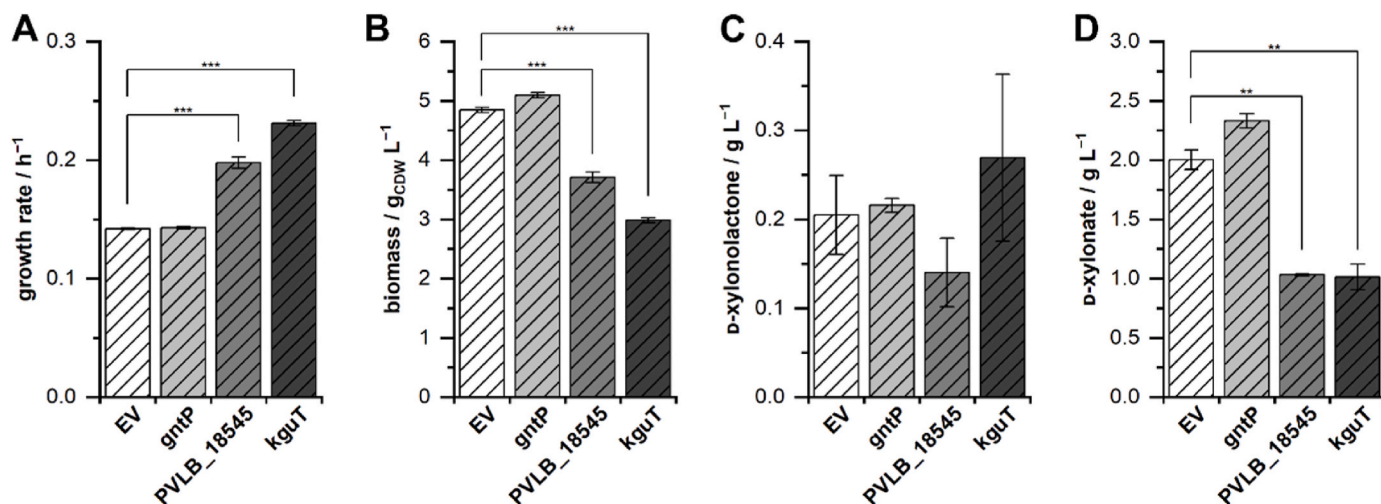 A
growth rate / h⁻¹
0.3
0.2
0.1
0.0
***
***
EV
gntP
PVLB_18545
kguT
B
biomass / gCDW L⁻¹
6
5
4
3
2
1
0
***
***
EV
gntP
PVLB_18545
kguT
C
D-xylonolactone / g L⁻¹
0.4
0.3
0.2
0.1
0.0
EV
gntP
PVLB_18545
kguT
D
D-xylonate / g L⁻¹
3.0
2.5
2.0
1.5
1.0
0.5
0.0
**
**
EV
gntP
PVLB_18545
kguT